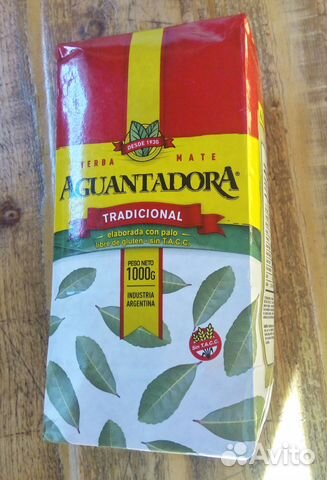 DESDE 1930
YERBA MATE
AGUANTADORA®
TRADICIONAL
elaborada con palo
libre de gluten - sin T.A.C.C.
PESO NETO
1000G
INDUSTRIA
ARGENTINA
Sin T.A.C.C.
Avito